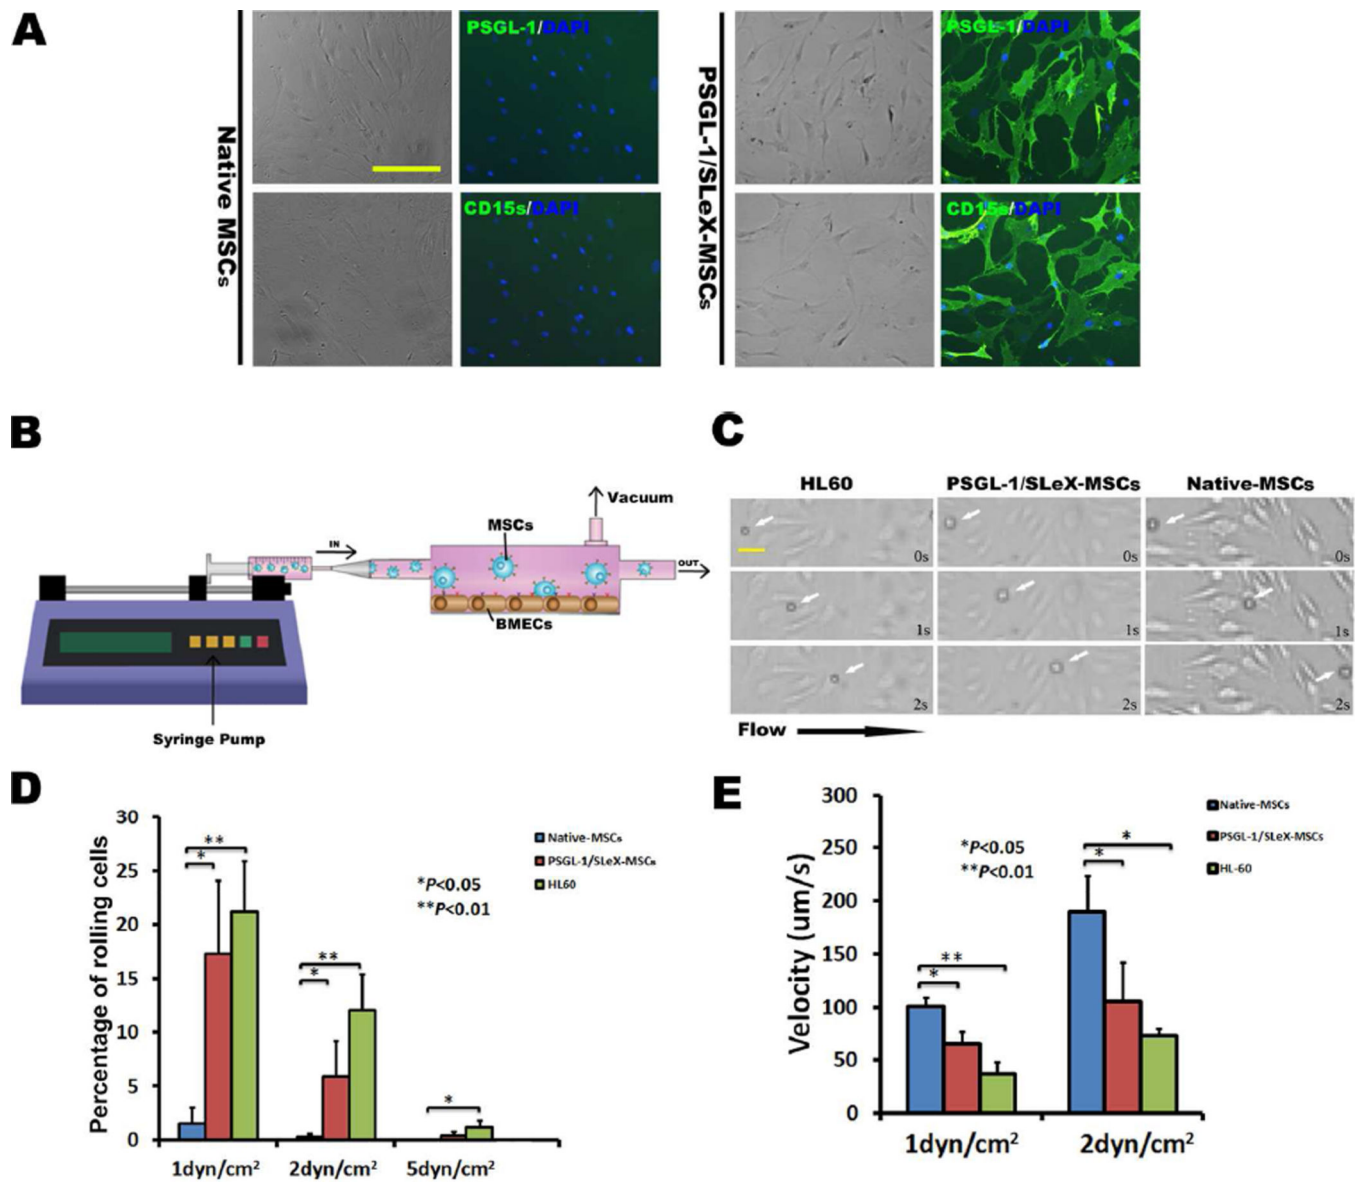 A
Native MSCs
PSGL-1/DAPI
CD15s/DAPI
PSGL-1/SLeX-MSCs
PSGL-1/DAPI
CD15s/DAPI
B
Vacuum
MSCs
IN
OUT
BMECs
Syringe Pump
C
HL60
PSGL-1/SLeX-MSCs
Native-MSCs
0s
0s
0s
1s
1s
1s
2s
2s
2s
Flow
D
Percentage of rolling cells
30
25
20
15
10
5
0
**
*
**
*
*
Native-MSCs
PSGL-1/SLeX-MSCs
HL60
*P<0.05
**P<0.01
1dyn/cm²
2dyn/cm²
5dyn/cm²
E
Velocity (um/s)
300
250
200
150
100
50
0
**
*
*
*
*P<0.05
**P<0.01
Native-MSCs
PSGL-1/SLeX-MSCs
HL-60
1dyn/cm²
2dyn/cm²